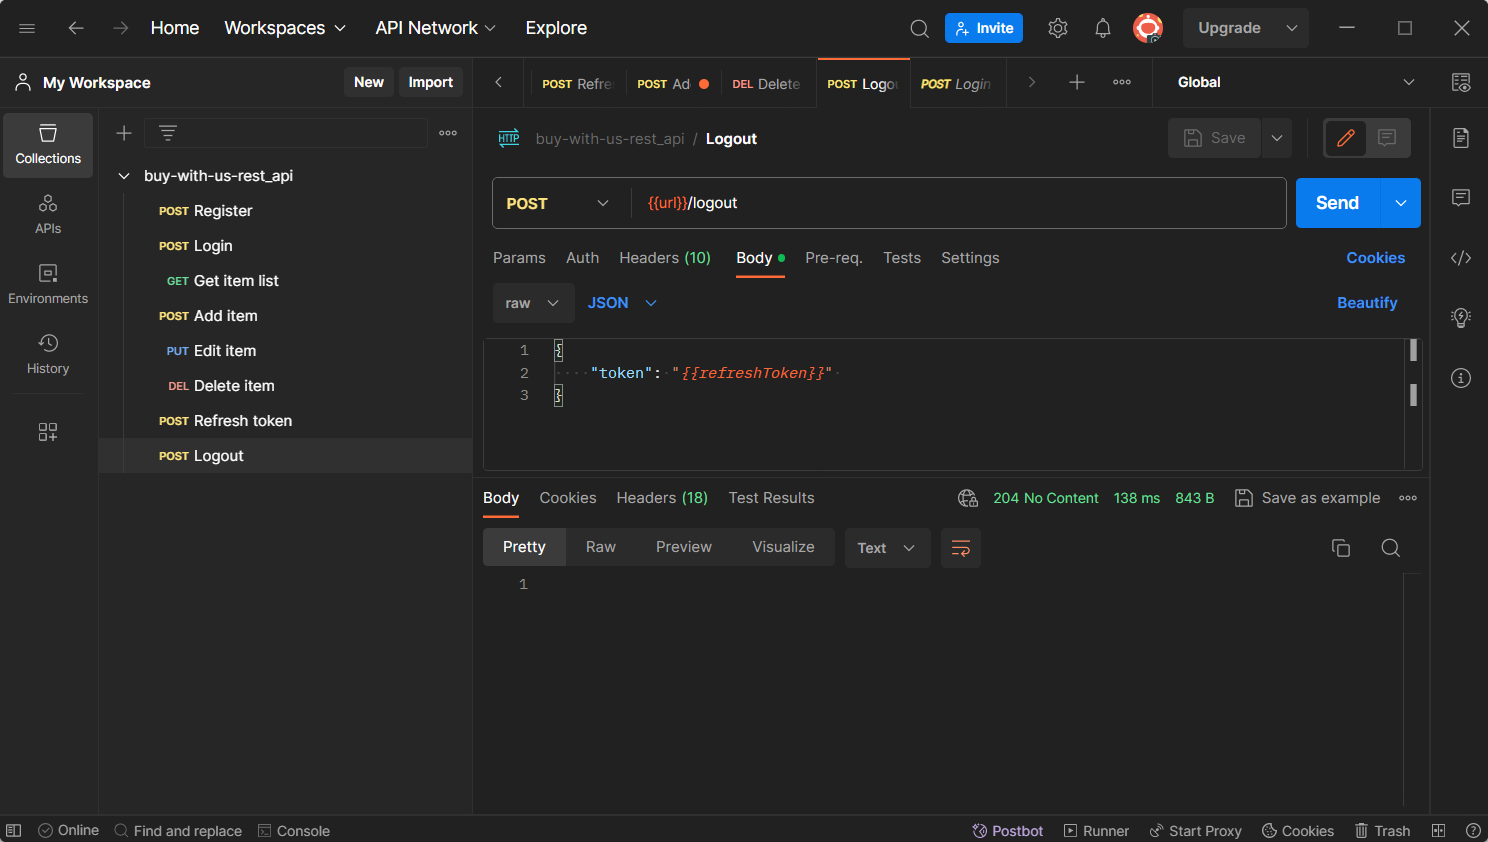 Home Workspaces API Network Explore Invite Upgrade
My Workspace New Import
POST Refre POST Ad DEL Delete POST Logou POST Login Global
Collections
APIs
Environments
History
buy-with-us-rest_api
POST Register
POST Login
GET Get item list
POST Add item
PUT Edit item
DEL Delete item
POST Refresh token
POST Logout
HTTP buy-with-us-rest_api / Logout Save
POST {{url}}/logout Send
Params Auth Headers (10) Body Pre-req. Tests Settings Cookies
raw JSON Beautify
1 {
2 "token": "{{refreshToken}}"
3 }
Body Cookies Headers (18) Test Results 204 No Content 138 ms 843 B Save as example
Pretty Raw Preview Visualize Text
1
Online Find and replace Console Postbot Runner Start Proxy Cookies Trash